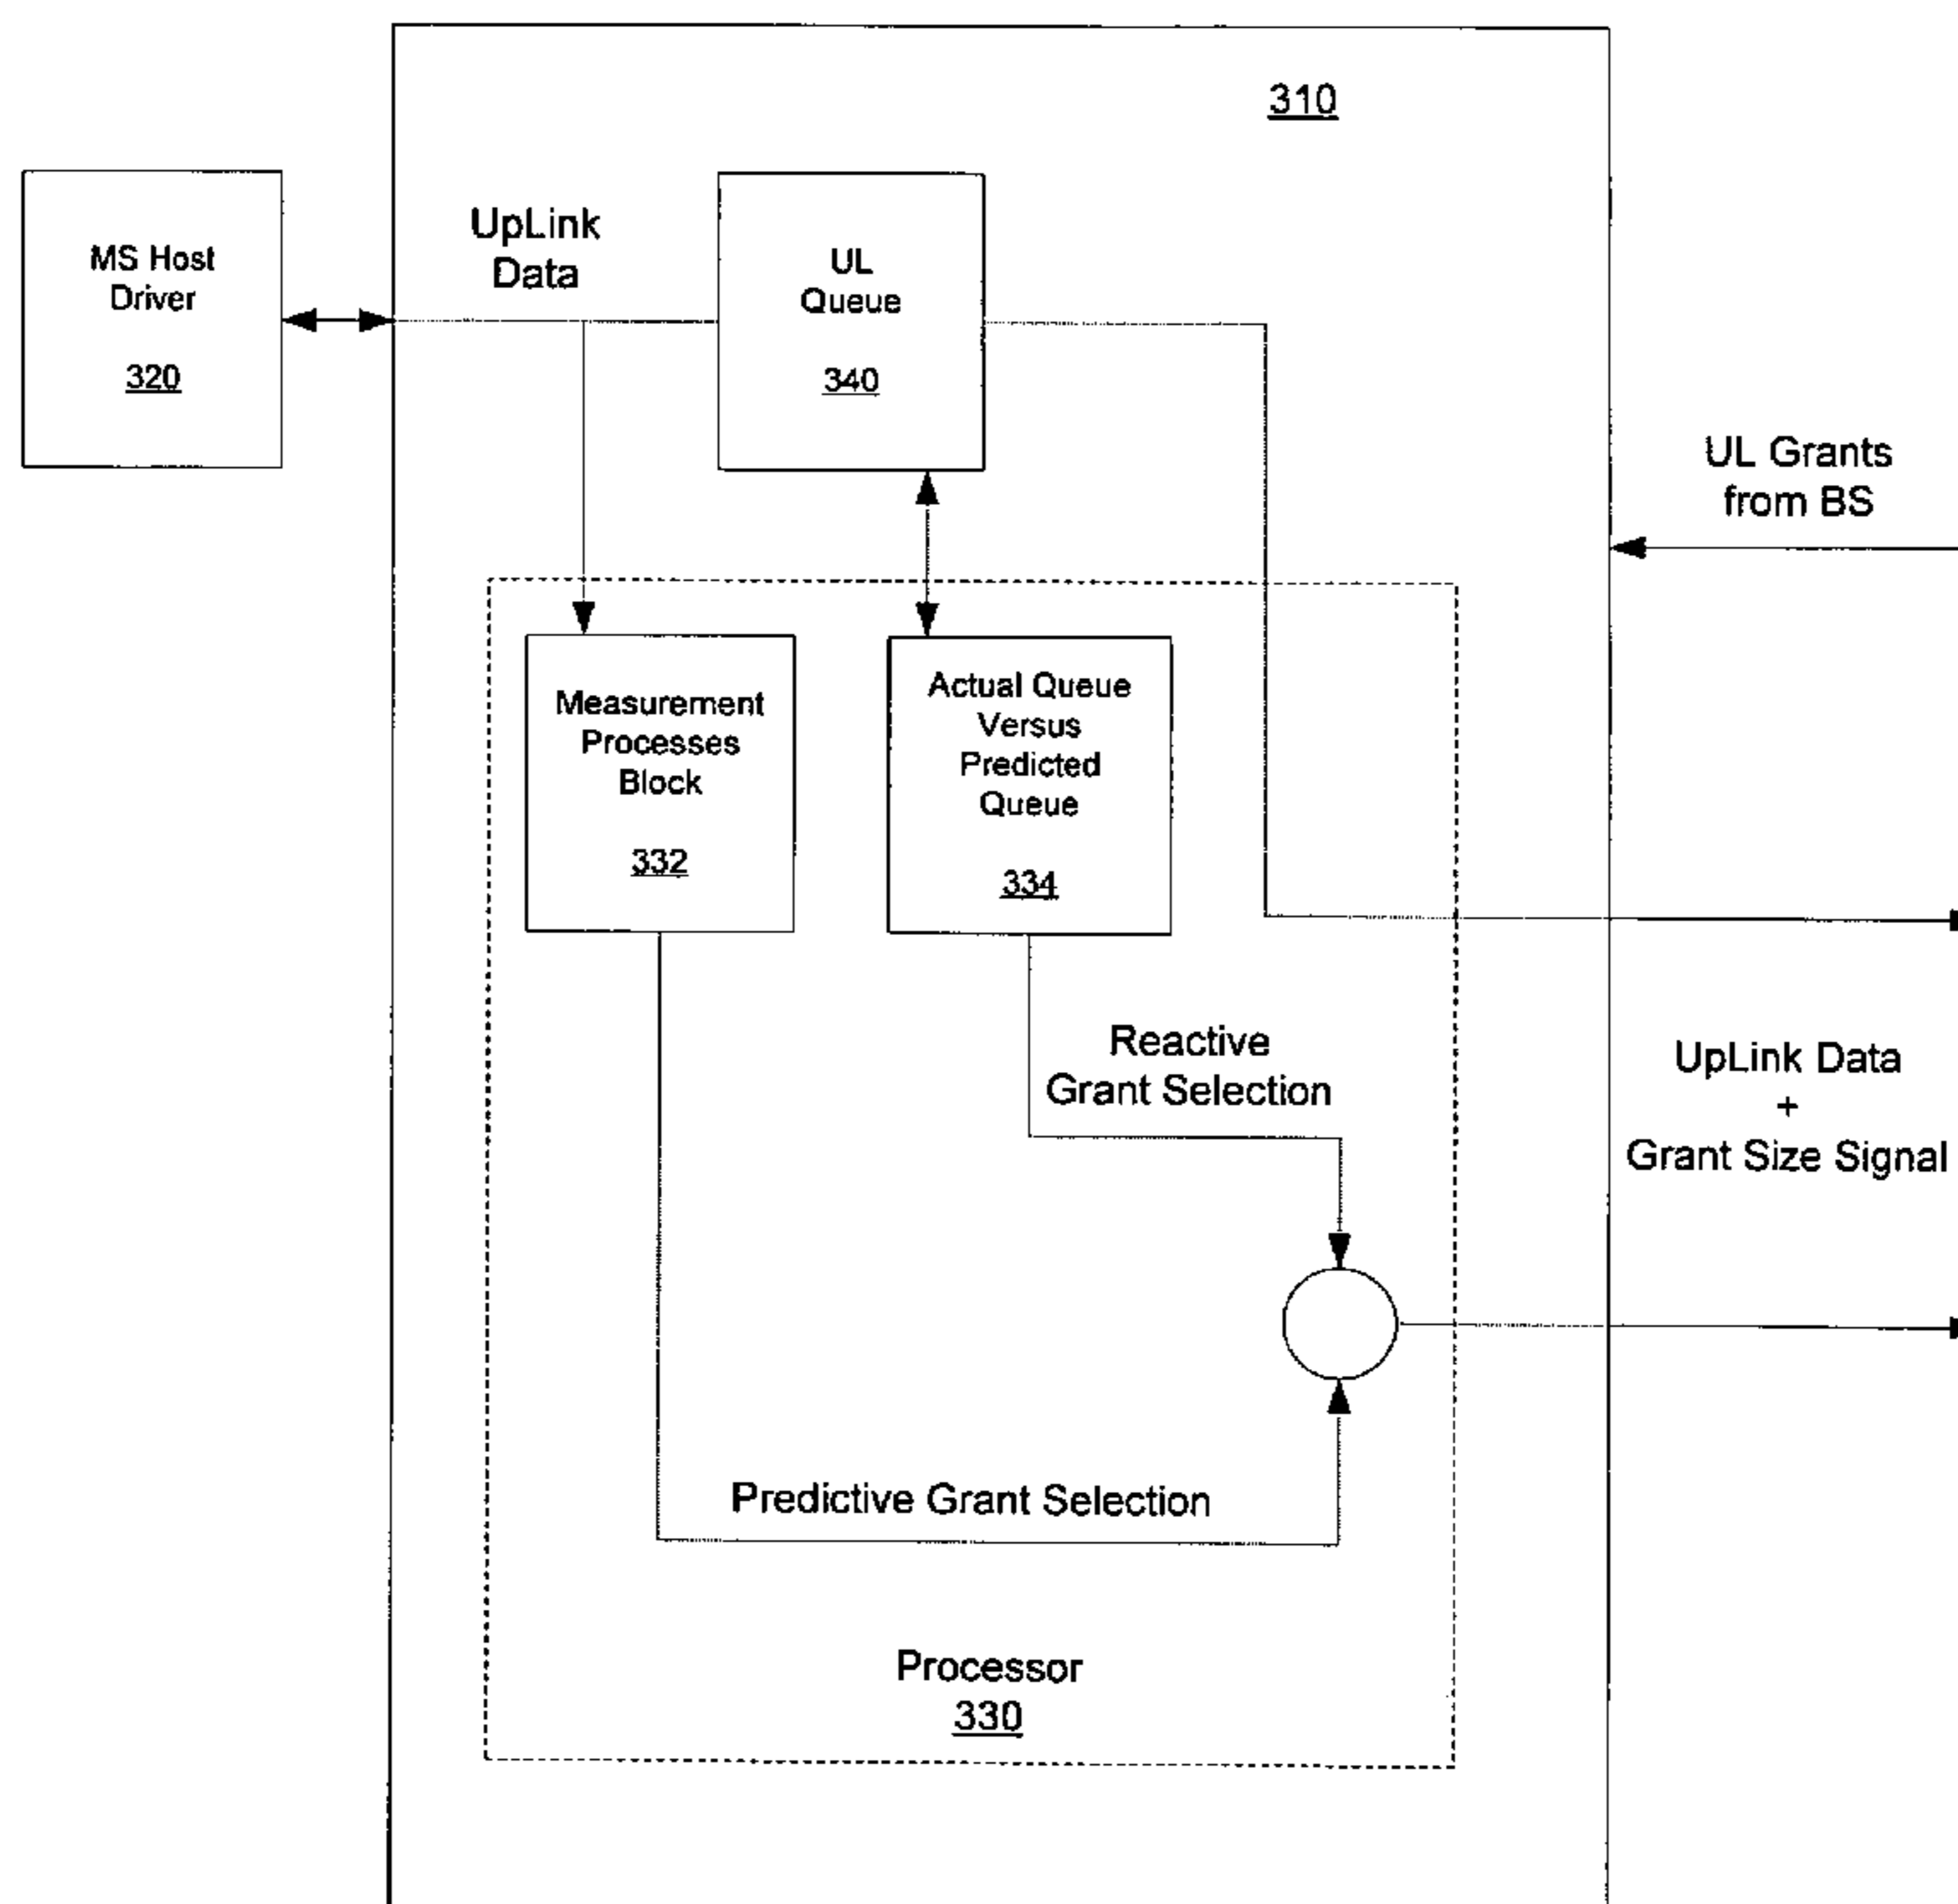 310
MS Host
Driver
320
UpLink
Data
UL
Queue
340
UL Grants
from BS
Measurement
Processes
Block
332
Actual Queue
Versus
Predicted
Queue
334
Reactive
Grant Selection
UpLink Data
+
Grant Size Signal
Predictive Grant Selection
Processor
330